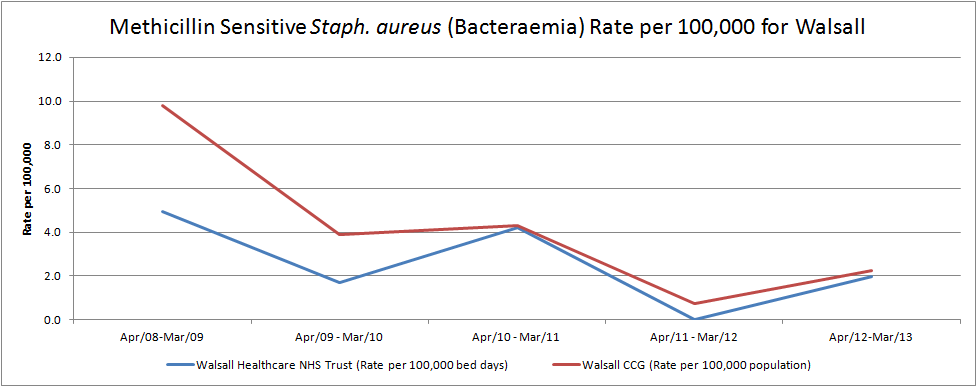 Methicillin Sensitive Staph. aureus (Bacteraemia) Rate per 100,000 for Walsall
12.0
10.0
8.0
6.0
4.0
2.0
0.0
Rate per 100,000
Apr/08-Mar/09 Apr/09 - Mar/10 Apr/10 - Mar/11 Apr/11 - Mar/12 Apr/12-Mar/13
Walsall Healthcare NHS Trust (Rate per 100,000 bed days) Walsall CCG (Rate per 100,000 population)